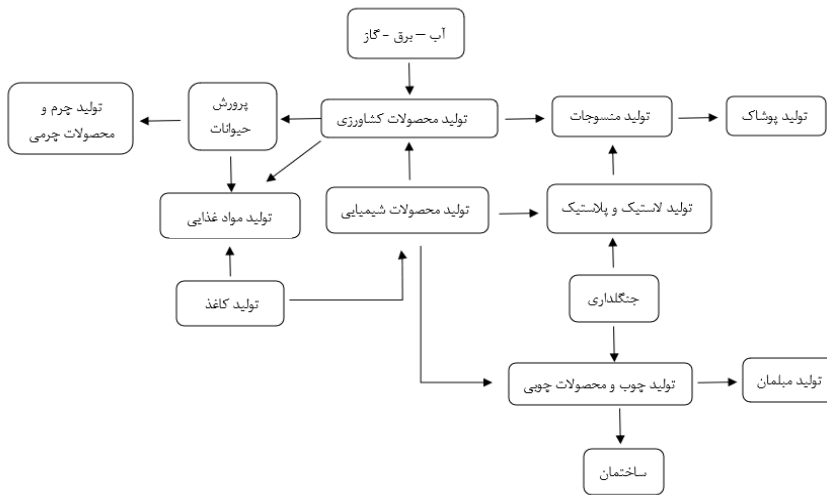 آب – برق - گاز
تولید چرم و
محصولات چرمی
پرورش
حیوانات
تولید محصولات کشاورزی
تولید منسوجات
تولید پوشاک
تولید مواد غذایی
تولید محصولات شیمیایی
تولید لاستیک و پلاستیک
تولید کاغذ
جنگلداری
تولید چوب و محصولات چوبی
تولید مبلمان
ساختمان